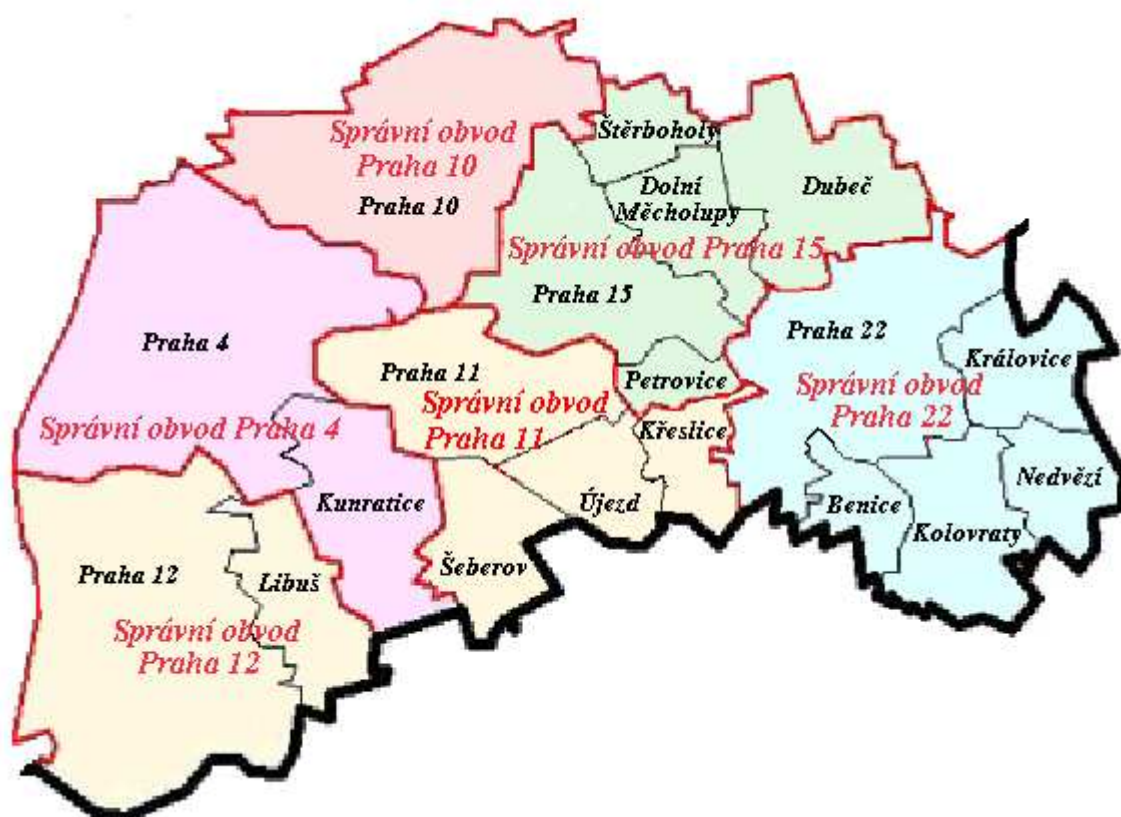 Správní obvod
Praha 10
Praha 10
Štěrboholy
Dolní
Měcholupy
Dubeč
Správní obvod Praha 15
Praha 15
Petrovice
Praha 4
Správní obvod Praha 4
Kunratice
Praha 11
Správní obvod
Praha 11
Křeslice
Újezd
Šeberov
Praha 22
Správní obvod
Praha 22
Královice
Nedvězí
Benice
Kolovraty
Praha 12
Libuš
Správní obvod
Praha 12